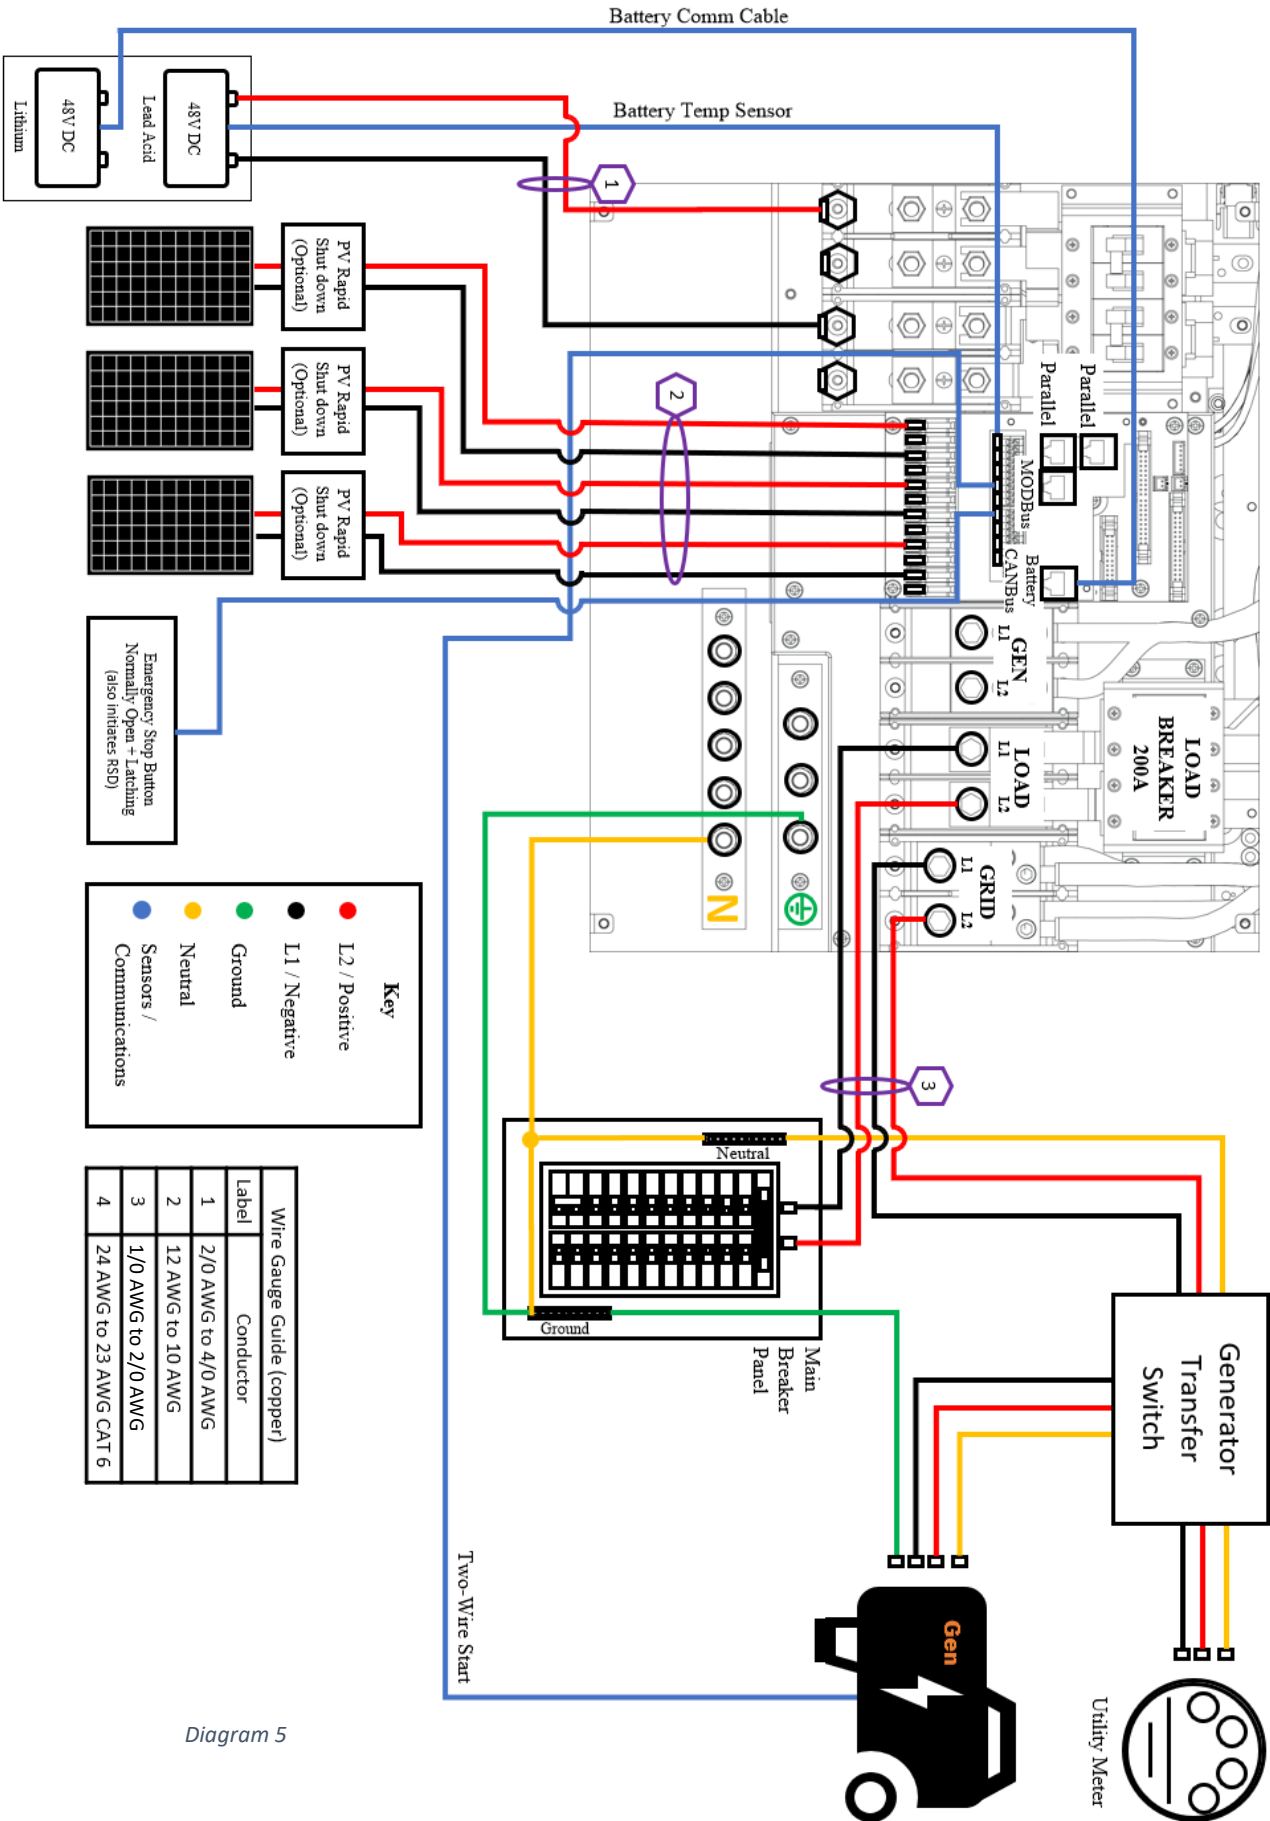 Battery Comm Cable
Battery Temp Sensor
48V DC
Lithium
48V DC
Lead Acid
1
PV Rapid
Shut down
(Optional)
PV Rapid
Shut down
(Optional)
PV Rapid
Shut down
(Optional)
2
Parallel
Parallel
MODBus
Battery
CANBus
L1
GEN
L2
LOAD
BREAKER
200A
L1
LOAD
L2
L1
GRID
L2
N
Emergency Stop Button
Normally Open + Latching
(also initiates RSD)
Key
L2 / Positive
L1 / Negative
Ground
Neutral
Sensors /
Communications
3
Neutral
Ground
Main
Breaker
Panel
Generator
Transfer
Switch
Wire Gauge Guide (copper)
Label Conductor
1 2/0 AWG to 4/0 AWG
2 12 AWG to 10 AWG
3 1/0 AWG to 2/0 AWG
4 24 AWG to 23 AWG CAT 6
Two-Wire Start
Gen
Utility Meter
Diagram 5